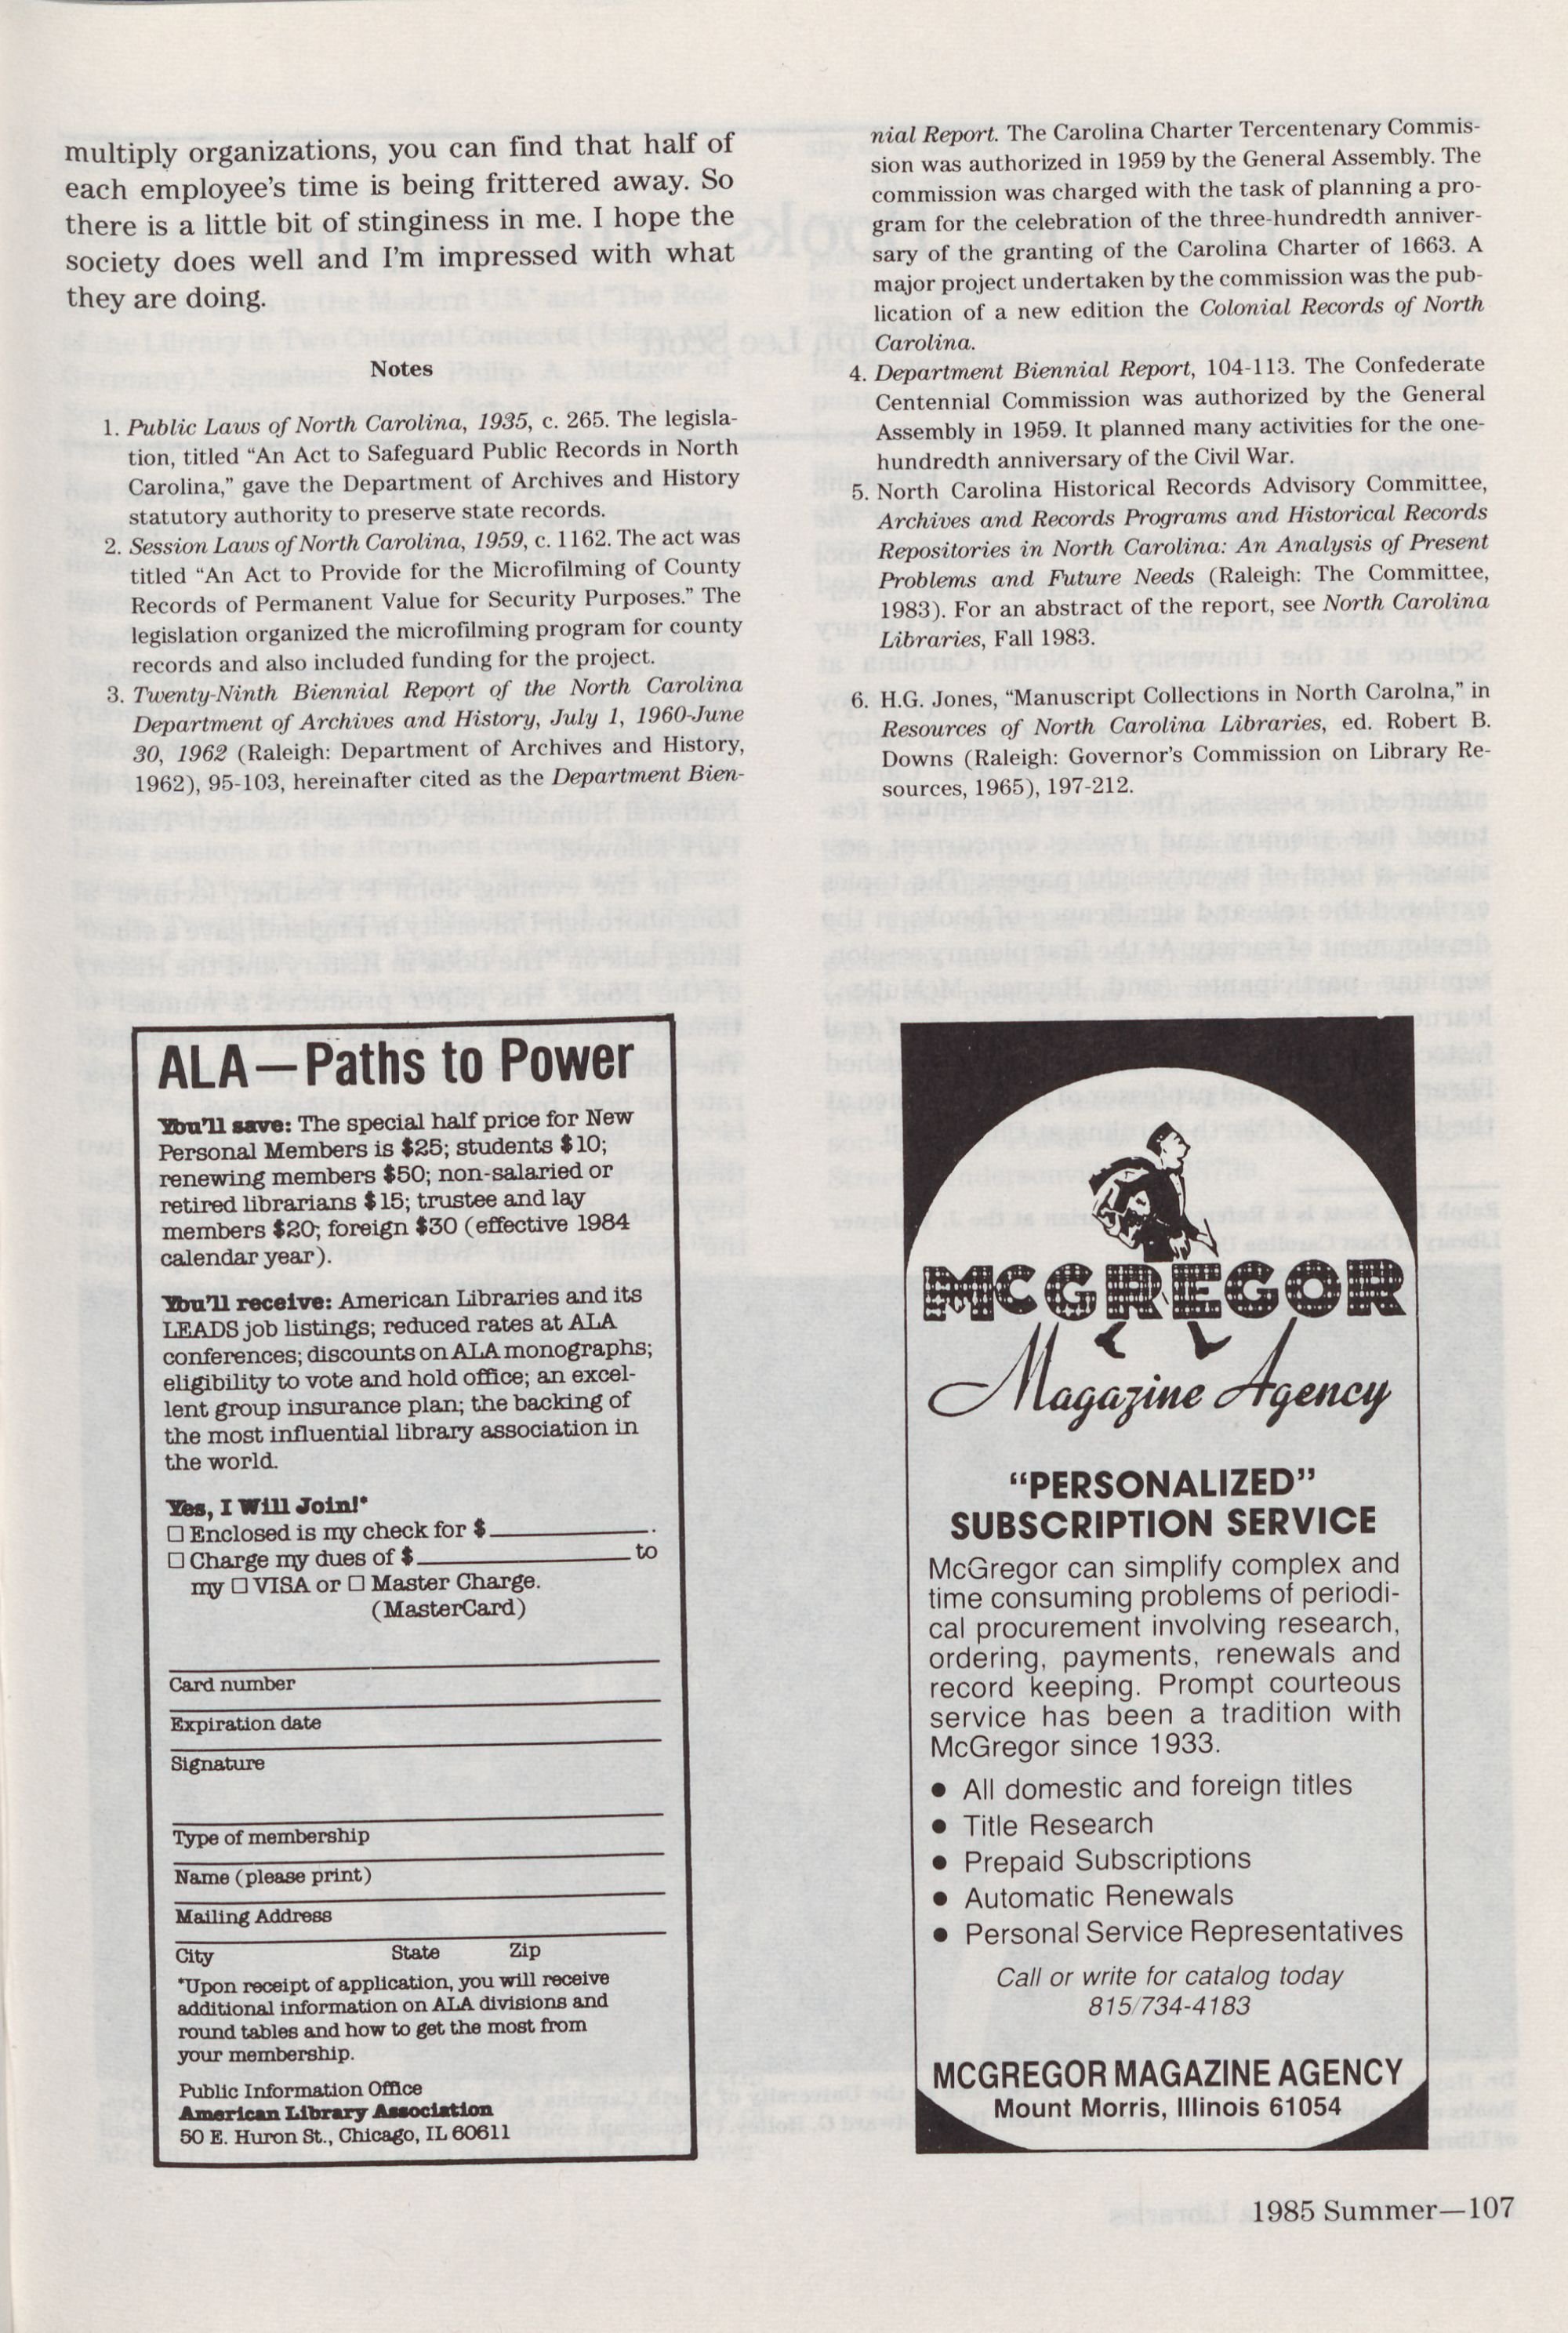 multiply organizations, you can find that half of
each employee's time is being frittered away. So
there is a little bit of stinginess in me. I hope the
society does well and I'm impressed with what
they are doing.
Notes
1. Public Laws of North Carolina, 1935, c. 265. The legisla-
tion, titled “An Act to Safeguard Public Records in North
Carolina,” gave the Department of Archives and History
statutory authority to preserve state records.
2. Session Laws of North Carolina, 1959, c. 1162. The act was
titled “An Act to Provide for the Microfilming of County
Records of Permanent Value for Security Purposes.” The
legislation organized the microfilming program for county
records and also included funding for the project.
3. Twenty-Ninth Biennial Report of the North Carolina
Department of Archives and History, July 1, 1960-June
30, 1962 (Raleigh: Department of Archives and History,
1962), 95-103, hereinafter cited as the Department Bien-
nial Report. The Carolina Charter Tercentenary Commis-
sion was authorized in 1959 by the General Assembly. The
commission was charged with the task of planning a pro-
gram for the celebration of the three-hundredth anniver-
sary of the granting of the Carolina Charter of 1663. A
major project undertaken by the commission was the pub-
lication of a new edition the Colonial Records of North
Carolina.
4. Department Biennial Report, 104-113. The Confederate
Centennial Commission was authorized by the General
Assembly in 1959. It planned many activities for the one-
hundredth anniversary of the Civil War.
5. North Carolina Historical Records Advisory Committee,
Archives and Records Programs and Historical Records
Repositories in North Carolina: An Analysis of Present
Problems and Future Needs (Raleigh: The Committee,
1983). For an abstract of the report, see North Carolina
Libraries, Fall 1983.
6. H.G. Jones, “Manuscript Collections in North Carolna,” in
Resources of North Carolina Libraries, ed. Robert B.
Downs (Raleigh: Governor's Commission on Library Re-
sources, 1965), 197-212.
ALA—Paths to Power
You'll save: The special half price for New
Personal Members is $25; students $10;
renewing members $50; non-salaried or
retired librarians $15; trustee and lay
members $20; foreign $30 (effective 1984
calendar year).
You'll receive: American Libraries and its
LEADS job listings; reduced rates at ALA
conferences; discounts on ALA monographs;
eligibility to vote and hold office; an excel-
lent group insurance plan; the backing of
the most influential library association in
the world.
Yes, I Will Join!*
□ Enclosed is my check for $____________.
□ Charge my dues of $________________ to
my □ VISA or □ Master Charge.
(MasterCard)
Card number
Expiration date
Signature
Type of membership
Name (please print)
Mailing Address
City State Zip
*Upon receipt of application, you will receive
additional information on ALA divisions and
round tables and how to get the most from
your membership.
Public Information Office
American Library Association
50 E. Huron St., Chicago, IL 60611
MCGREGOR
Magazine Agency
“PERSONALIZED”
SUBSCRIPTION SERVICE
McGregor can simplify complex and
time consuming problems of periodi-
cal procurement involving research,
ordering, payments, renewals and
record keeping. Prompt courteous
service has been a tradition with
McGregor since 1933.
● All domestic and foreign titles
● Title Research
● Prepaid Subscriptions
● Automatic Renewals
● Personal Service Representatives
Call or write for catalog today
815/734-4183
MCGREGOR MAGAZINE AGENCY
Mount Morris, Illinois 61054
1985 Summer—107